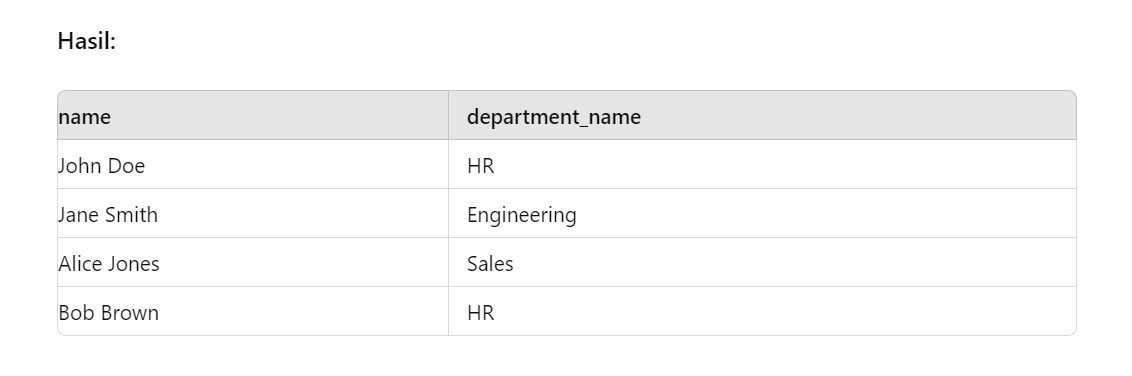 Hasil:
name department_name
John Doe HR
Jane Smith Engineering
Alice Jones Sales
Bob Brown HR